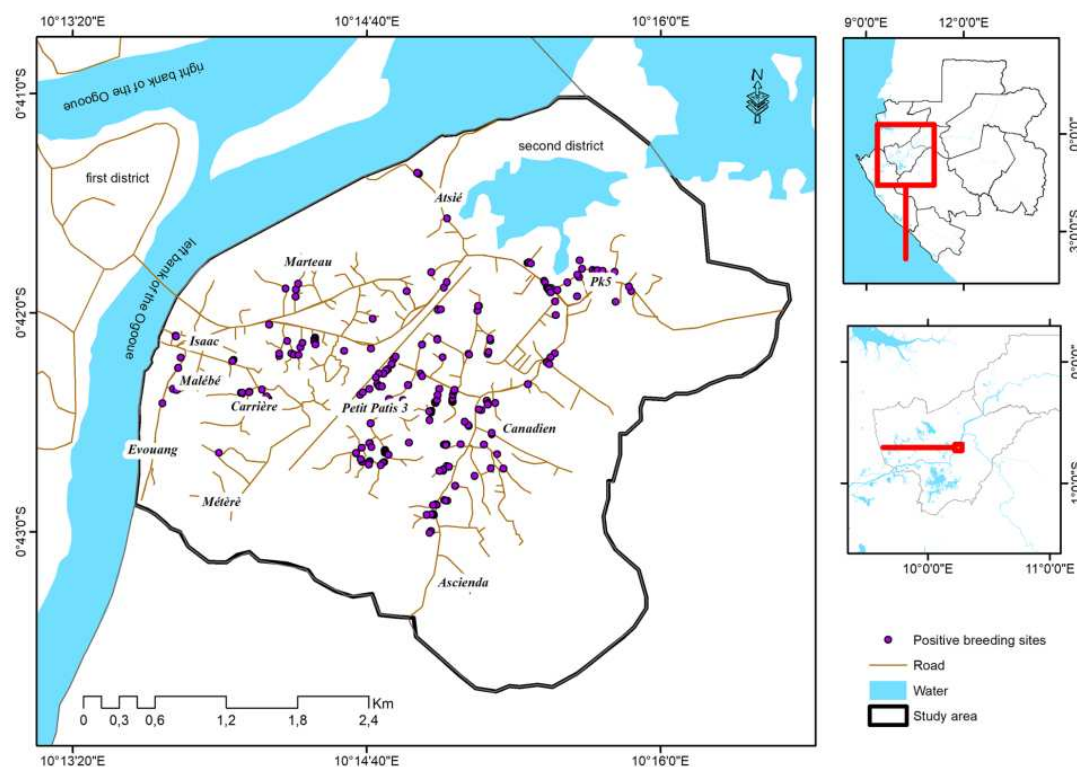 10°13'20"E
10°14'40"E
10°16'0"E
9°0'0"E
12°0'0"E
0°41'0"S
0°42'0"S
0°43'0"S
right bank of the Ogooue
first district
second district
left bank of the Ogooue
N
Atsié
Marteau
Pk5
Isaac
Malébé
Carrière
Petit Patis 3
Canadien
Evouang
Métèrè
Ascienda
Km
0
0,3
0,6
1,2
1,8
2,4
10°13'20"E
10°14'40"E
10°16'0"E
0°0'0"
3°0'0"S
0°0'0"
1°0'0"S
10°0'0"E
11°0'0"E
Positive breeding sites
Road
Water
Study area